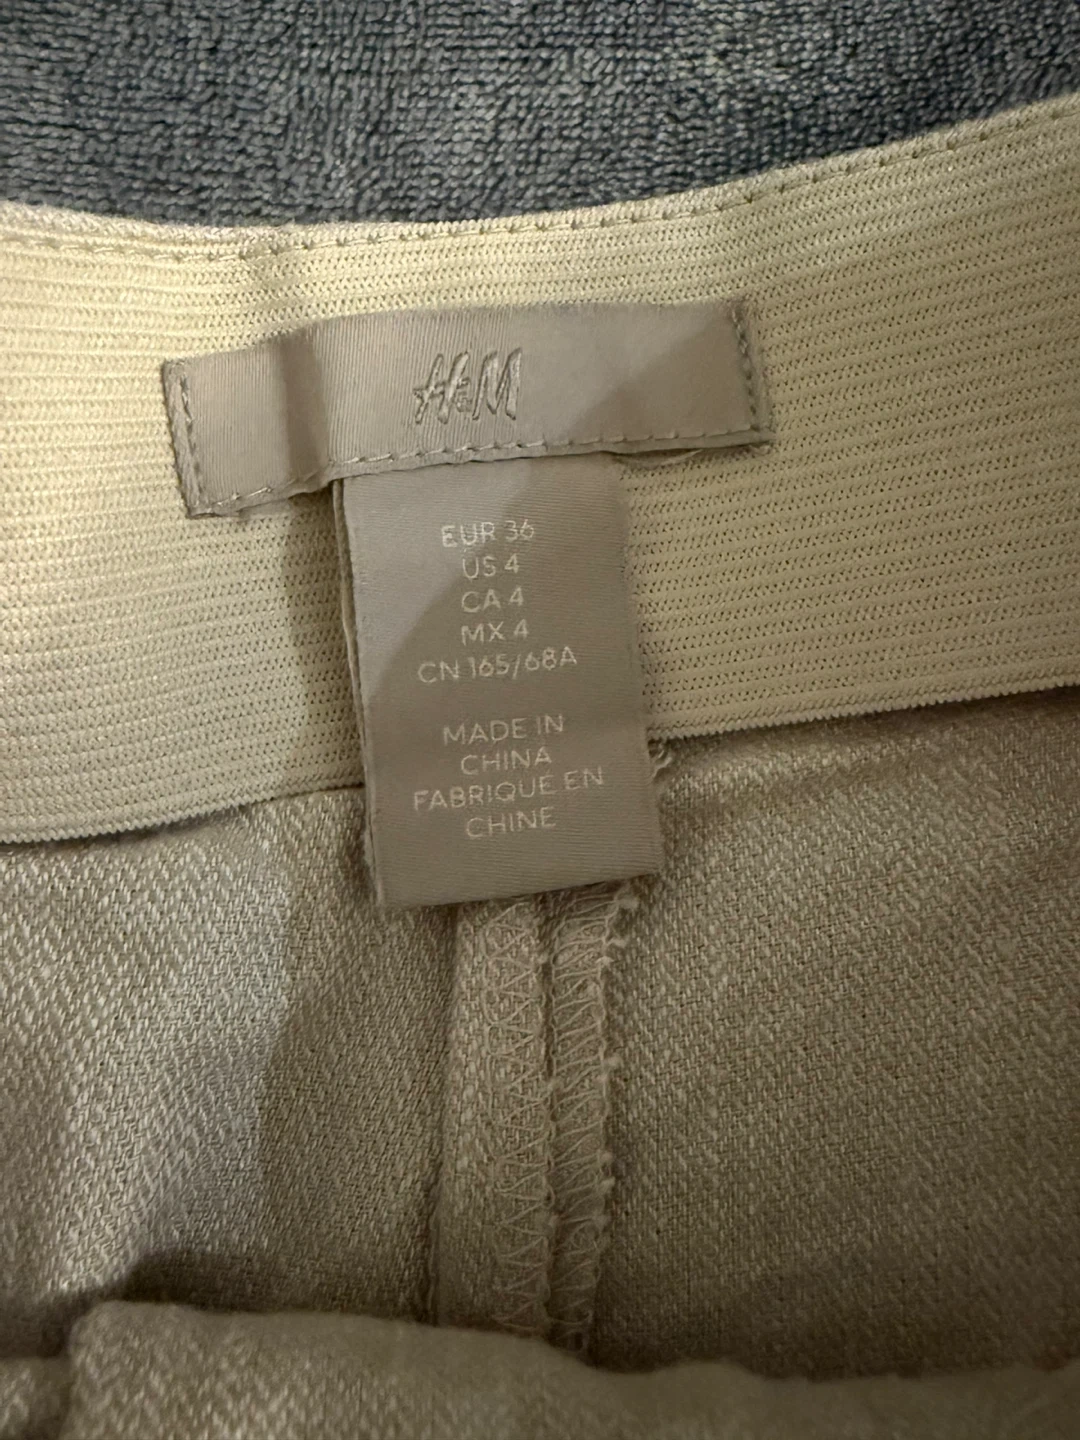 H&M
EUR 36
US 4
CA 4
MX 4
CN 165/68A
MADE IN
CHINA
FABRIQUÉ EN
CHINE